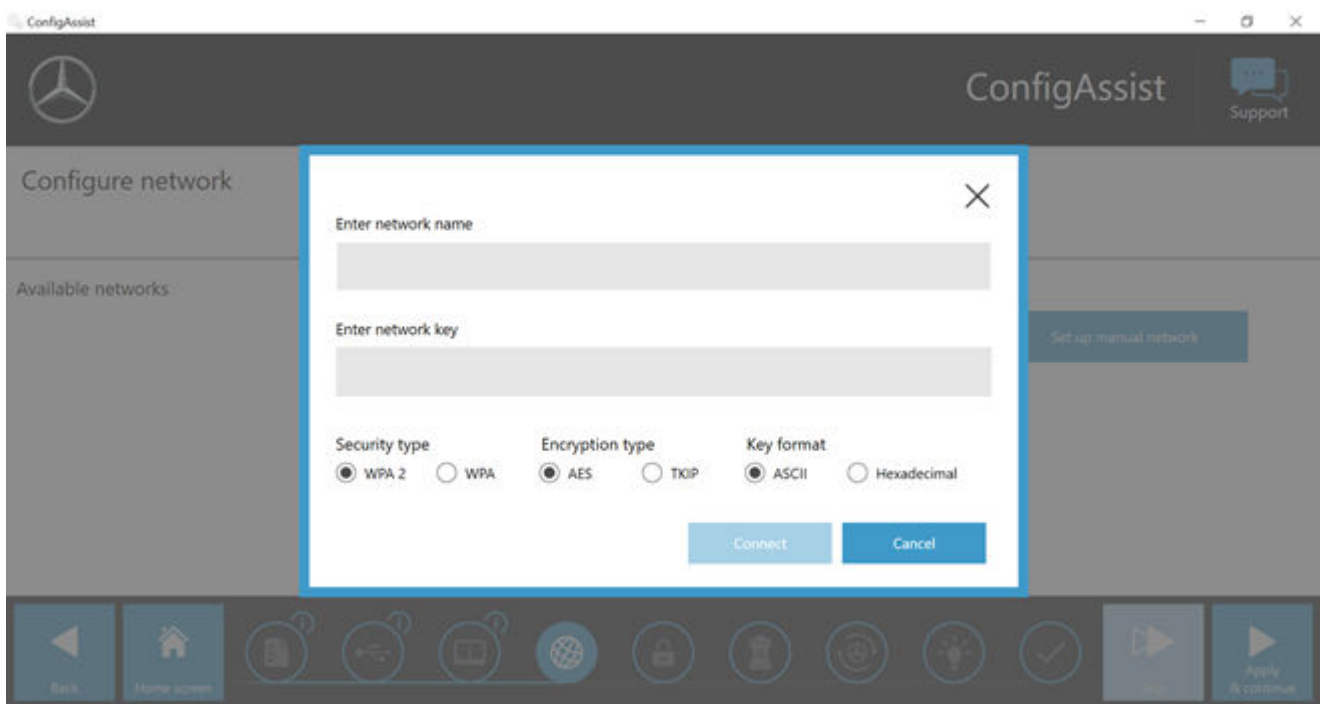 ConfigAssist
ConfigAssist
Support
Configure network
Enter network name
Available networks
Enter network key
Set up manual network
Security type Encryption type Key format
WPA 2 WPA AES TKIP ASCII Hexadecimal
Connect Cancel
Back Home screen Apply
& continue